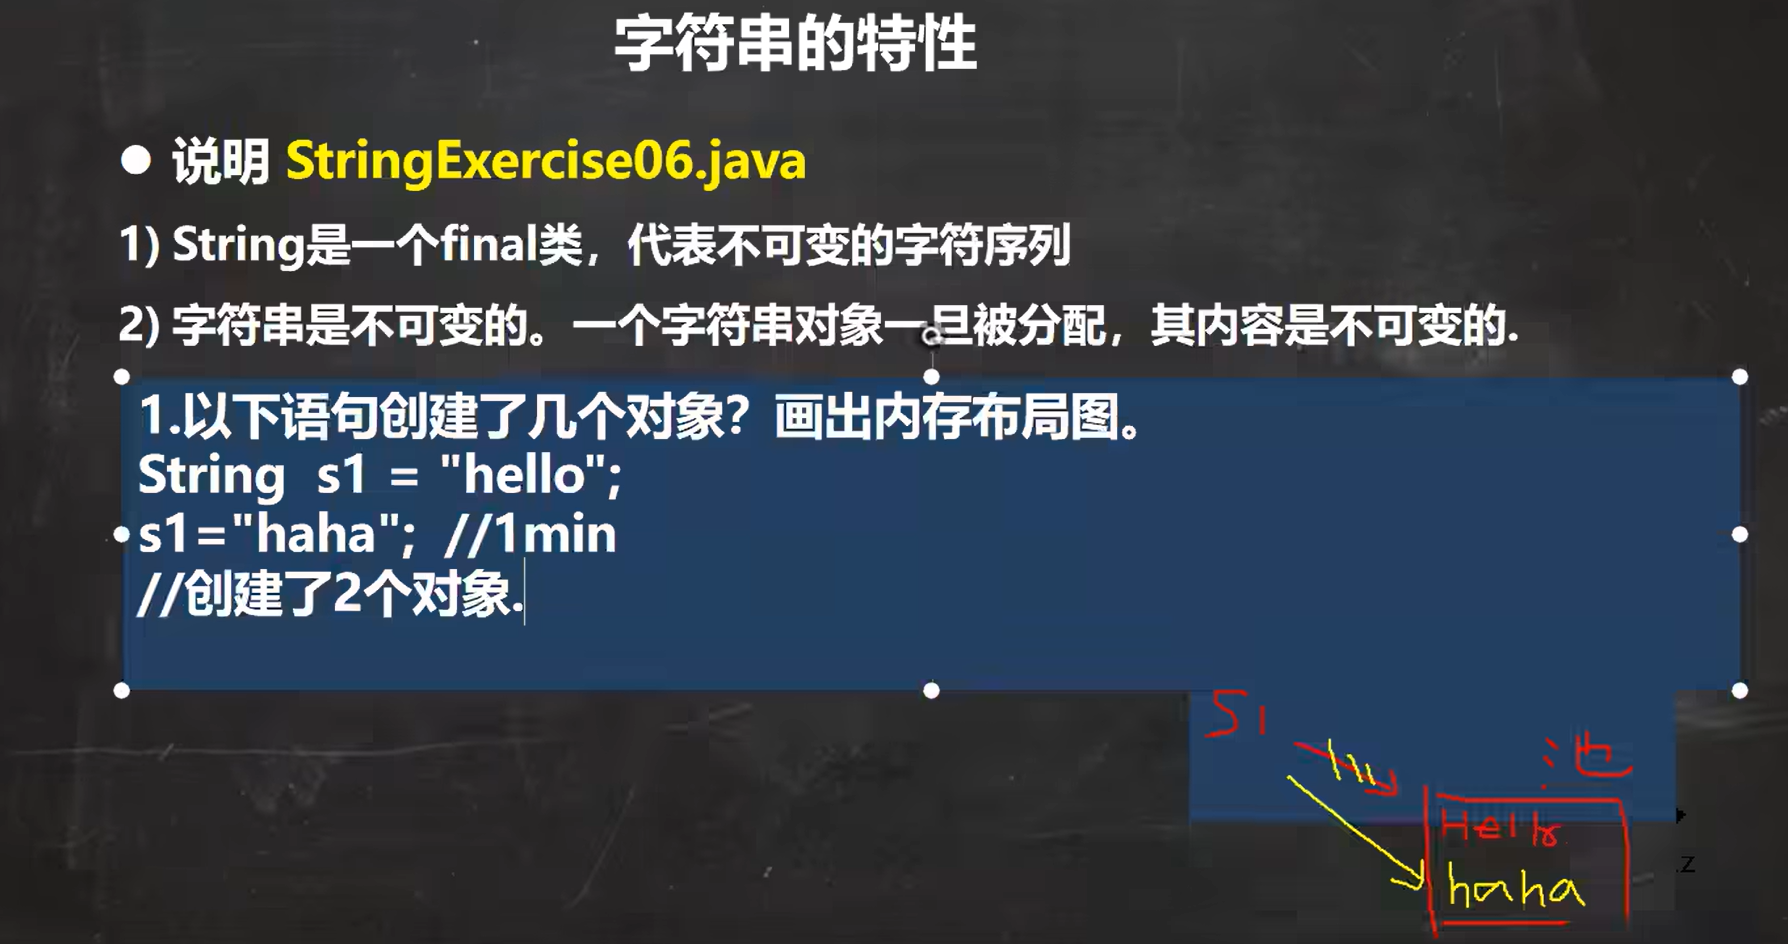 字符串的特性
● 说明 StringExercise06.java
1) String是一个final类，代表不可变的字符序列
2) 字符串是不可变的。一个字符串对象一旦被分配，其内容是不可变的.
1.以下语句创建了几个对象？画出内存布局图。
String s1 = "hello";
s1="haha"; //1min
//创建了2个对象.
S1
池
Hello
haha
z